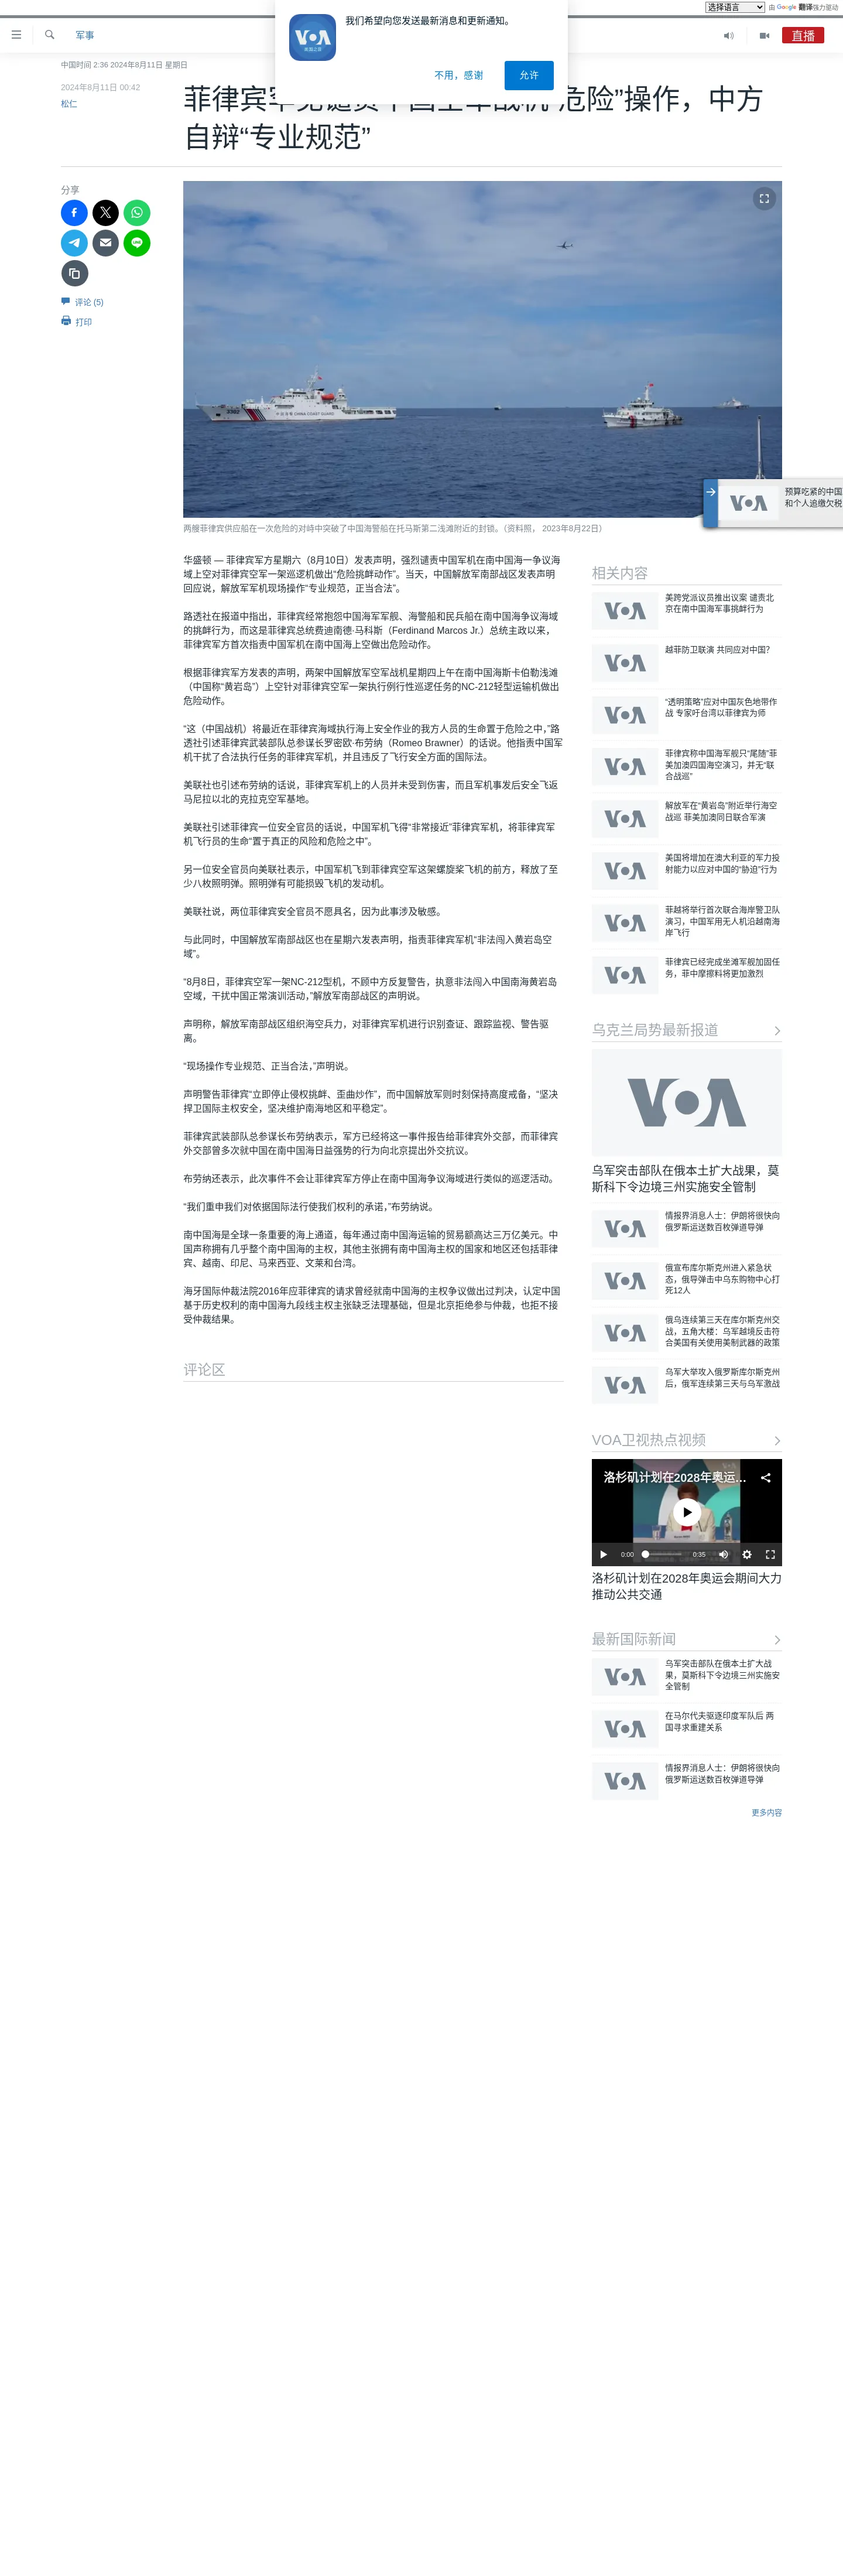 选择语言
由 Google 翻译强力驱动
我们希望向您发送最新消息和更新通知。
VOA
美国之音
不用，感谢
允许
军事
直播
中国时间 2:36 2024年8月11日 星期日
2024年8月11日 00:42
松仁
危险”操作，中方
自辩“专业规范”
分享
评论 (5)
打印
CHINA COAST GUARD
两艘菲律宾供应船在一次危险的对峙中突破了中国海警船在托马斯第二浅滩附近的封锁。（资料照， 2023年8月22日）
VOA
预算吃紧的中国
和个人追缴欠税
华盛顿 — 菲律宾军方星期六（8月10日）发表声明，强烈谴责中国军机在南中国海一争议海
域上空对菲律宾空军一架巡逻机做出“危险挑衅动作”。当天，中国解放军南部战区发表声明
回应说，解放军军机现场操作“专业规范，正当合法”。
路透社在报道中指出，菲律宾经常抱怨中国海军军舰、海警船和民兵船在南中国海争议海域
的挑衅行为，而这是菲律宾总统费迪南德·马科斯（Ferdinand Marcos Jr.）总统主政以来，
菲律宾军方首次指责中国军机在南中国海上空做出危险动作。
根据菲律宾军方发表的声明，两架中国解放军空军战机星期四上午在南中国海斯卡伯勒浅滩
（中国称“黄岩岛”）上空针对菲律宾空军一架执行例行性巡逻任务的NC-212轻型运输机做出
危险动作。
“这（中国战机）将最近在菲律宾海域执行海上安全作业的我方人员的生命置于危险之中，”路
透社引述菲律宾武装部队总参谋长罗密欧·布劳纳（Romeo Brawner）的话说。他指责中国军
机干扰了合法执行任务的菲律宾军机，并且违反了飞行安全方面的国际法。
美联社也引述布劳纳的话说，菲律宾军机上的人员并未受到伤害，而且军机事发后安全飞返
马尼拉以北的克拉克空军基地。
美联社引述菲律宾一位安全官员的话说，中国军机飞得“非常接近”菲律宾军机，将菲律宾军
机飞行员的生命“置于真正的风险和危险之中”。
另一位安全官员向美联社表示，中国军机飞到菲律宾空军这架螺旋桨飞机的前方，释放了至
少八枚照明弹。照明弹有可能损毁飞机的发动机。
美联社说，两位菲律宾安全官员不愿具名，因为此事涉及敏感。
与此同时，中国解放军南部战区也在星期六发表声明，指责菲律宾军机“非法闯入黄岩岛空
域”。
“8月8日，菲律宾空军一架NC-212型机，不顾中方反复警告，执意非法闯入中国南海黄岩岛
空域，干扰中国正常演训活动，”解放军南部战区的声明说。
声明称，解放军南部战区组织海空兵力，对菲律宾军机进行识别查证、跟踪监视、警告驱
离。
“现场操作专业规范、正当合法，”声明说。
声明警告菲律宾“立即停止侵权挑衅、歪曲炒作”，而中国解放军则时刻保持高度戒备，“坚决
捍卫国际主权安全，坚决维护南海地区和平稳定”。
菲律宾武装部队总参谋长布劳纳表示，军方已经将这一事件报告给菲律宾外交部，而菲律宾
外交部曾多次就中国在南中国海日益强势的行为向北京提出外交抗议。
布劳纳还表示，此次事件不会让菲律宾军方停止在南中国海争议海域进行类似的巡逻活动。
“我们重申我们对依据国际法行使我们权利的承诺，”布劳纳说。
南中国海是全球一条重要的海上通道，每年通过南中国海运输的贸易额高达三万亿美元。中
国声称拥有几乎整个南中国海的主权，其他主张拥有南中国海主权的国家和地区还包括菲律
宾、越南、印尼、马来西亚、文莱和台湾。
海牙国际仲裁法院2016年应菲律宾的请求曾经就南中国海的主权争议做出过判决，认定中国
基于历史权利的南中国海九段线主权主张缺乏法理基础，但是北京拒绝参与仲裁，也拒不接
受仲裁结果。
评论区
相关内容
VOA
美跨党派议员推出议案 谴责北
京在南中国海军事挑衅行为
VOA
越菲防卫联演 共同应对中国？
VOA
“透明策略”应对中国灰色地带作
战 专家吁台湾以菲律宾为师
VOA
菲律宾称中国海军舰只“尾随”菲
美加澳四国海空演习，并无“联
合战巡”
VOA
解放军在“黄岩岛”附近举行海空
战巡 菲美加澳同日联合军演
VOA
美国将增加在澳大利亚的军力投
射能力以应对中国的“胁迫”行为
VOA
菲越将举行首次联合海岸警卫队
演习，中国军用无人机沿越南海
岸飞行
VOA
菲律宾已经完成坐滩军舰加固任
务，菲中摩擦料将更加激烈
乌克兰局势最新报道
VOA
乌军突击部队在俄本土扩大战果，莫
斯科下令边境三州实施安全管制
VOA
情报界消息人士：伊朗将很快向
俄罗斯运送数百枚弹道导弹
VOA
俄宣布库尔斯克州进入紧急状
态，俄导弹击中乌东购物中心打
死12人
VOA
俄乌连续第三天在库尔斯克州交
战，五角大楼：乌军越境反击符
合美国有关使用美制武器的政策
VOA
乌军大举攻入俄罗斯库尔斯克州
后，俄军连续第三天与乌军激战
VOA卫视热点视频
洛杉矶计划在2028年奥运...
0:00
0:35
洛杉矶计划在2028年奥运会期间大力
推动公共交通
最新国际新闻
VOA
乌军突击部队在俄本土扩大战
果，莫斯科下令边境三州实施安
全管制
VOA
在马尔代夫驱逐印度军队后 两
国寻求重建关系
VOA
情报界消息人士：伊朗将很快向
俄罗斯运送数百枚弹道导弹
更多内容